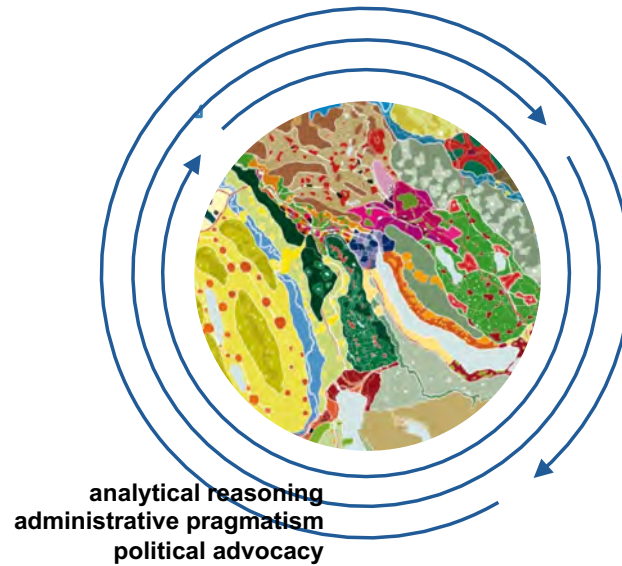 analytical reasoning
administrative pragmatism
political advocacy